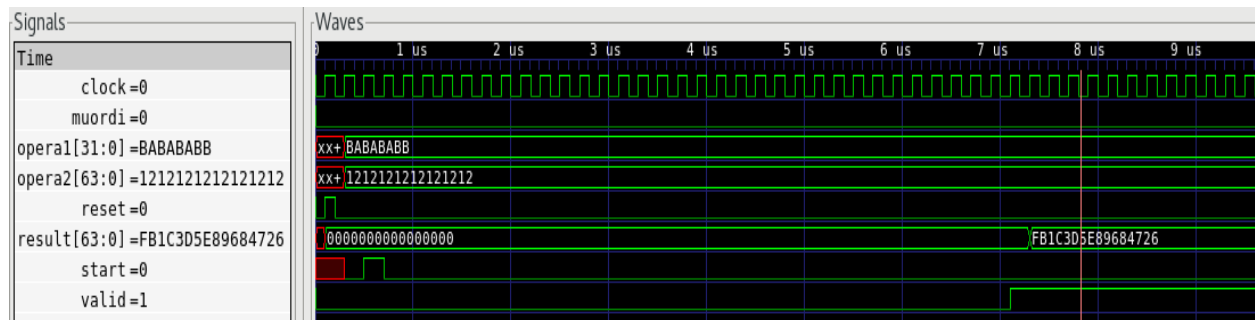 Signals
Waves
Time
0 1 us 2 us 3 us 4 us 5 us 6 us 7 us 8 us 9 us
clock=0
muordi=0
opera1[31:0]=BABABABB xx+ BABABABB
opera2[63:0]=1212121212121212 xx+ 1212121212121212
reset=0
result[63:0]=FB1C3D5E89684726 0000000000000000 FB1C3D5E89684726
start=0
valid=1